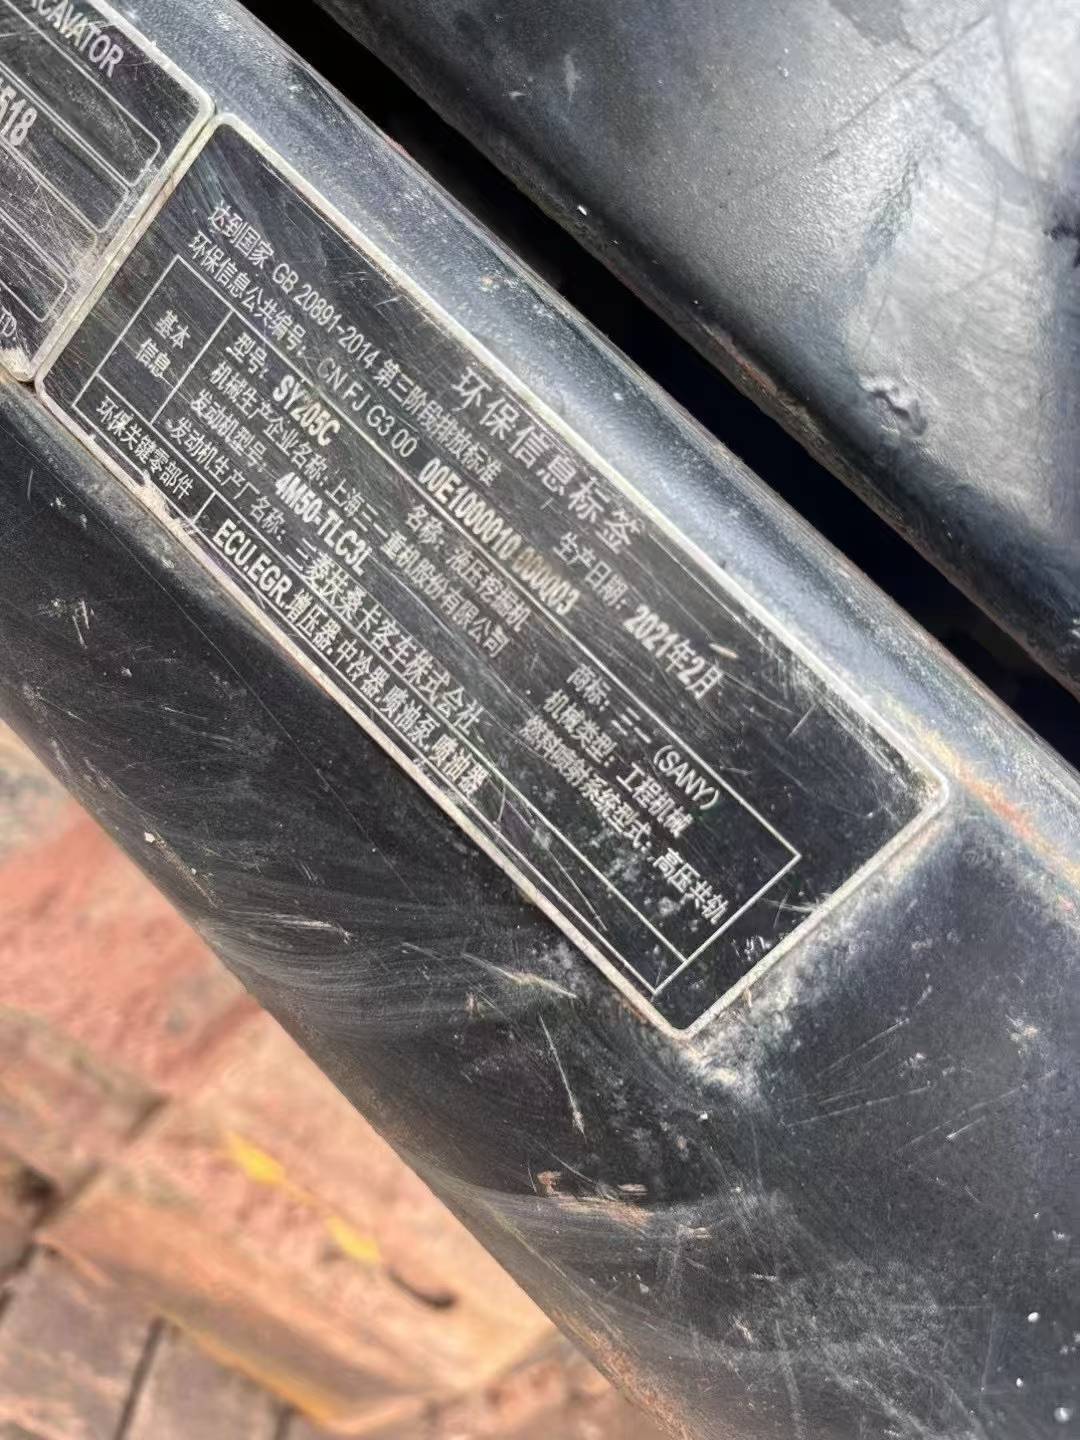 CAVATOR
518
TD.
环保信息标签
达到国家 GB 20891-2014 第三阶段排放标准 生产日期: 2021年2月
环保信息公共编号: CN FJ G3 00 00E1000010 000003
基本信息
型号: SY205C 名称: 液压挖掘机 商标: 三一 (SANY)
机械生产企业名称: 上海三一重机股份有限公司 机械类型: 工程机械
发动机型号: 4M50-TLC3L 燃料喷射系统型式: 高压共轨
发动机生产厂名称: 三菱扶桑卡客车株式会社
环保关键零部件 ECU,EGR,增压器,中冷器,喷油泵,喷油器